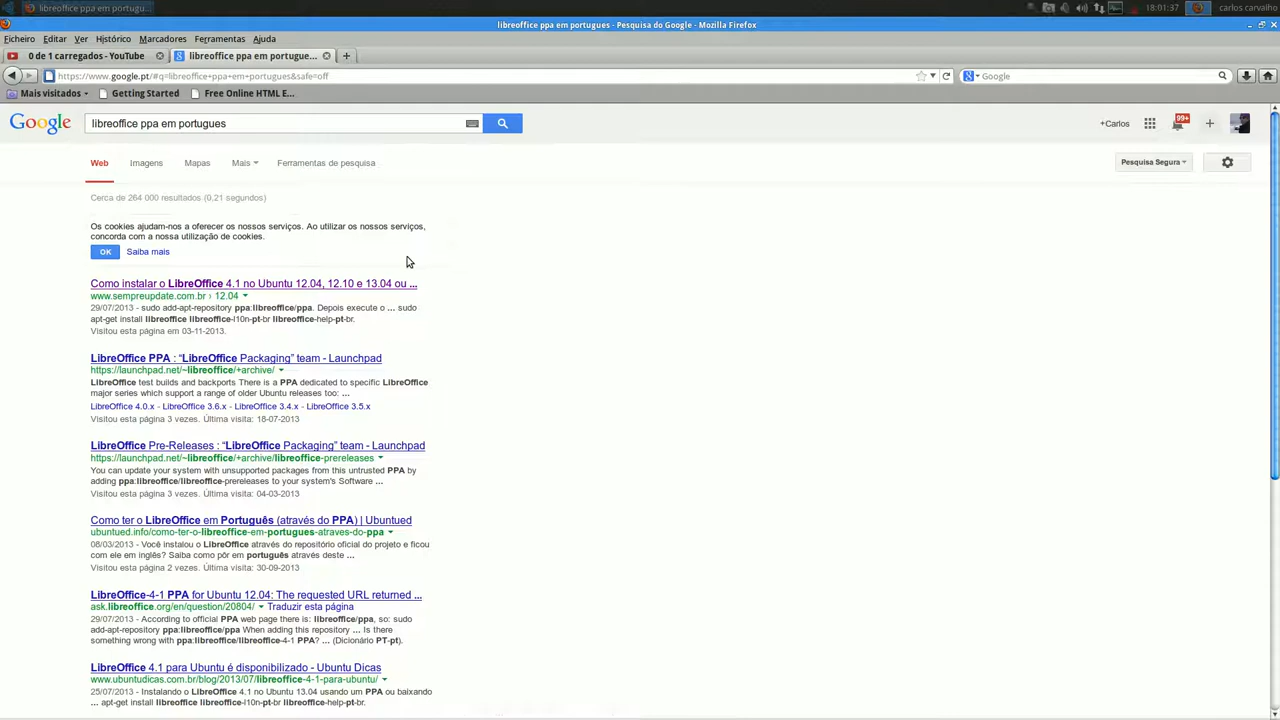 libreoffice ppa em portugu...
18:01:37
carlos carvalho
libreoffice ppa em portugues - Pesquisa do Google - Mozilla Firefox
Ficheiro Editar Ver Histórico Marcadores Ferramentas Ajuda
0 de 1 carregados - YouTube
libreoffice ppa em portugue...
https://www.google.pt/#q=libreoffice+ppa+em+portugues&safe=off
Google
Mais visitados
Getting Started
Free Online HTML E...
Google
libreoffice ppa em portugues
+Carlos
99+
Web Imagens Mapas Mais Ferramentas de pesquisa
Pesquisa Segura
Cerca de 264 000 resultados (0,21 segundos)
Os cookies ajudam-nos a oferecer os nossos serviços. Ao utilizar os nossos serviços,
concorda com a nossa utilização de cookies.
OK Saiba mais
Como instalar o LibreOffice 4.1 no Ubuntu 12.04, 12.10 e 13.04 ou ...
www.sempreupdate.com.br › 12.04
29/07/2013 - sudo add-apt-repository ppa:libreoffice/ppa. Depois execute o ... sudo
apt-get install libreoffice libreoffice-l10n-pt-br libreoffice-help-pt-br.
Visitou esta página em 03-11-2013.
LibreOffice PPA : “LibreOffice Packaging” team - Launchpad
https://launchpad.net/~libreoffice/+archive/
LibreOffice test builds and backports There is a PPA dedicated to specific LibreOffice
major series which support a range of older Ubuntu releases too: ...
LibreOffice 4.0.x - LibreOffice 3.6.x - LibreOffice 3.4.x - LibreOffice 3.5.x
Visitou esta página 3 vezes. Última visita: 18-07-2013
LibreOffice Pre-Releases : “LibreOffice Packaging” team - Launchpad
https://launchpad.net/~libreoffice/+archive/libreoffice-prereleases
You can update your system with unsupported packages from this untrusted PPA by
adding ppa:libreoffice/libreoffice-prereleases to your system's Software ...
Visitou esta página 3 vezes. Última visita: 04-03-2013
Como ter o LibreOffice em Português (através do PPA) | Ubuntued
ubuntued.info/como-ter-o-libreoffice-em-portugues-atraves-do-ppa
08/03/2013 - Você instalou o LibreOffice através do repositório oficial do projeto e ficou
com ele em inglês? Saiba como pôr em português através deste ...
Visitou esta página 2 vezes. Última visita: 30-09-2013
LibreOffice-4-1 PPA for Ubuntu 12.04: The requested URL returned ...
ask.libreoffice.org/en/question/20804/ Traduzir esta página
29/07/2013 - According to official PPA web page there is: libreoffice/ppa, so: sudo
add-apt-repository ppa:libreoffice/ppa When adding this repository ... Is there
something wrong with ppa:libreoffice/libreoffice-4-1 PPA? ... (Dicionário PT-pt).
LibreOffice 4.1 para Ubuntu é disponibilizado - Ubuntu Dicas
www.ubuntudicas.com.br/blog/2013/07/libreoffice-4-1-para-ubuntu/
25/07/2013 - Instalando o LibreOffice 4.1 no Ubuntu 13.04 usando um PPA ou baixando
... apt-get install libreoffice libreoffice-l10n-pt-br libreoffice-help-pt-br.